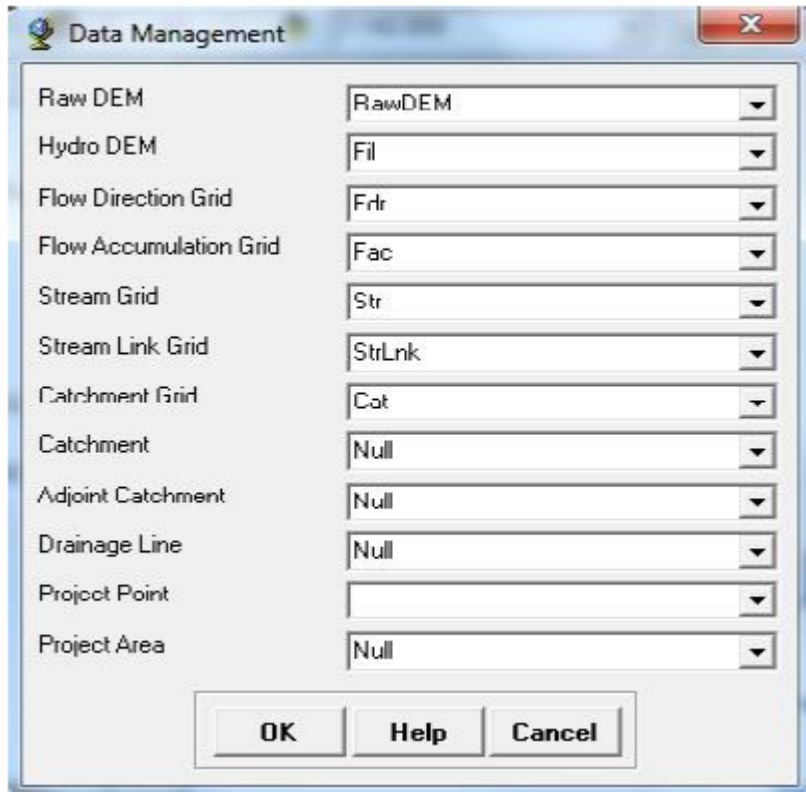 Data Management
Raw DEM RawDEM
Hydro DEM Fil
Flow Direction Grid Fdr
Flow Accumulation Grid Fac
Stream Grid Str
Stream Link Grid StrLnk
Catchment Grid Cat
Catchment Null
Adjoint Catchment Null
Drainage Line Null
Project Point
Project Area Null
OK Help Cancel